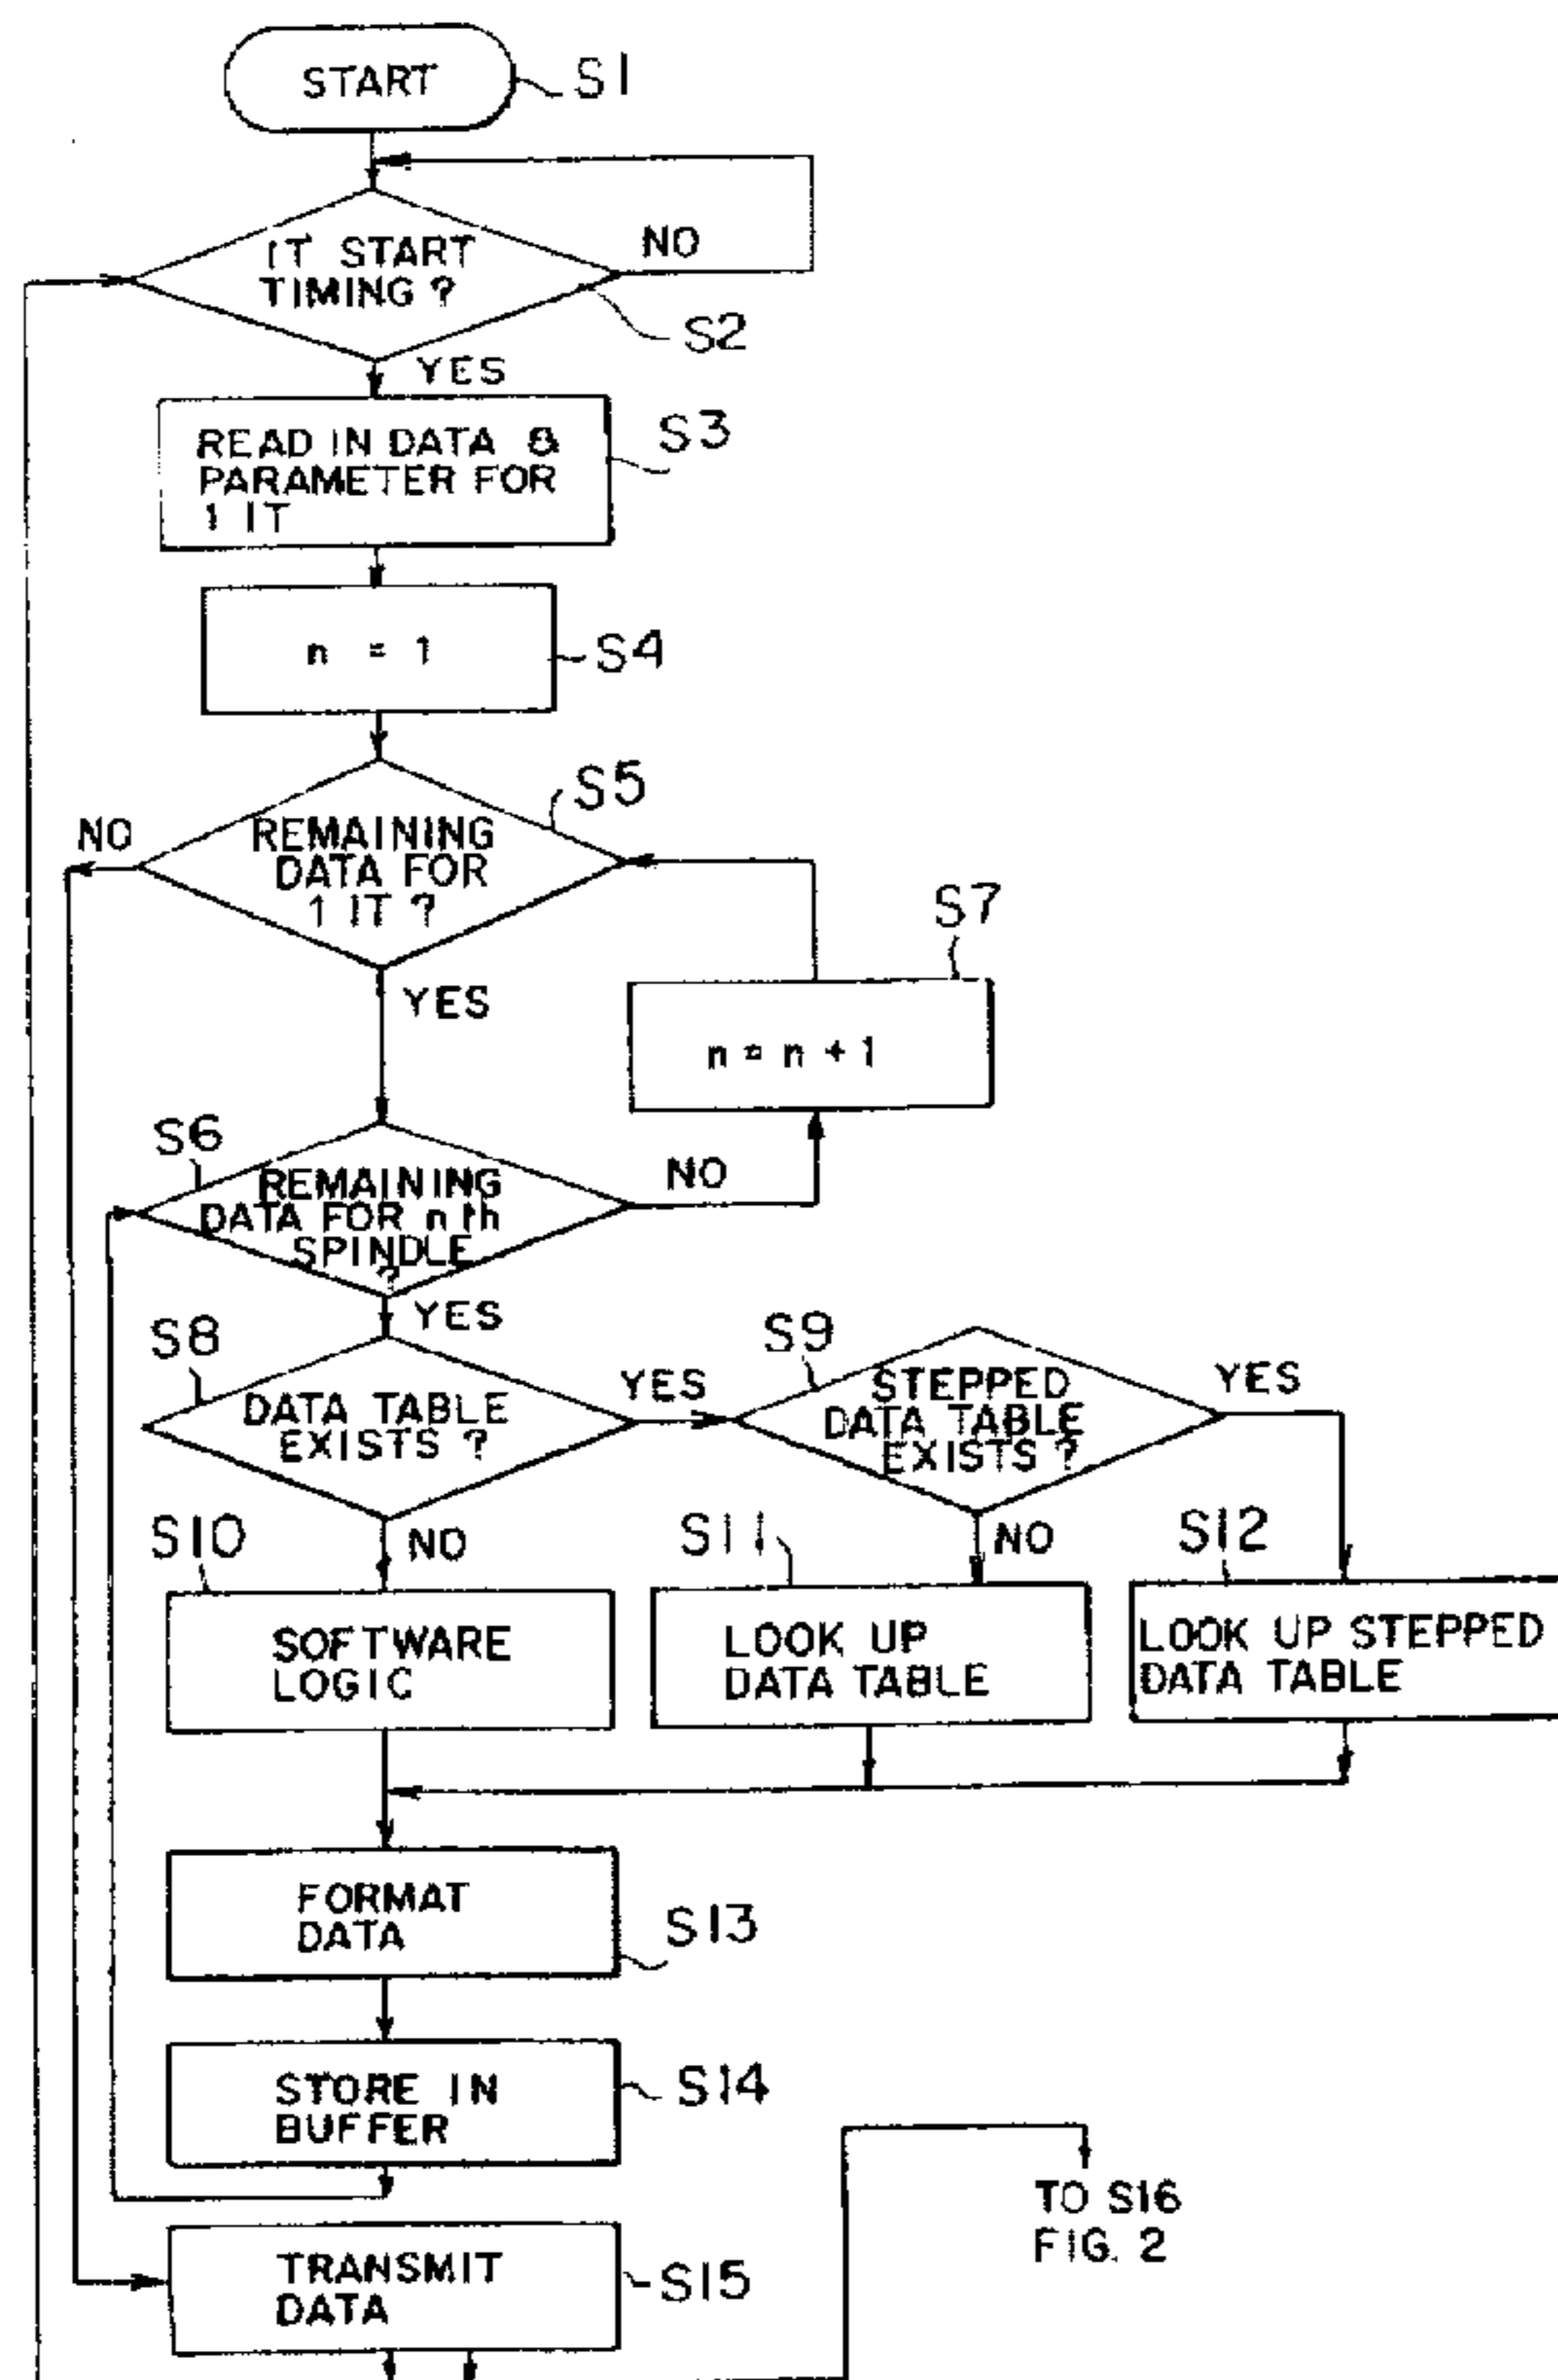 START
S1
IT START
TIMING ?
NO
S2
YES
READ IN DATA &
PARAMETER FOR
1 IT
S3
n = 1
S4
S5
NO
REMAINING
DATA FOR
1 IT ?
S7
YES
n = n + 1
S6
REMAINING
DATA FOR nth
SPINDLE
?
NO
YES
S8
DATA TABLE
EXISTS ?
YES
S9
STEPPED
DATA TABLE
EXISTS ?
YES
S10
NO
S11
NO
S12
SOFTWARE
LOGIC
LOOK UP
DATA TABLE
LOOK UP STEPPED
DATA TABLE
FORMAT
DATA
S13
STORE IN
BUFFER
S14
TO S16
FIG. 2
TRANSMIT
DATA
S15